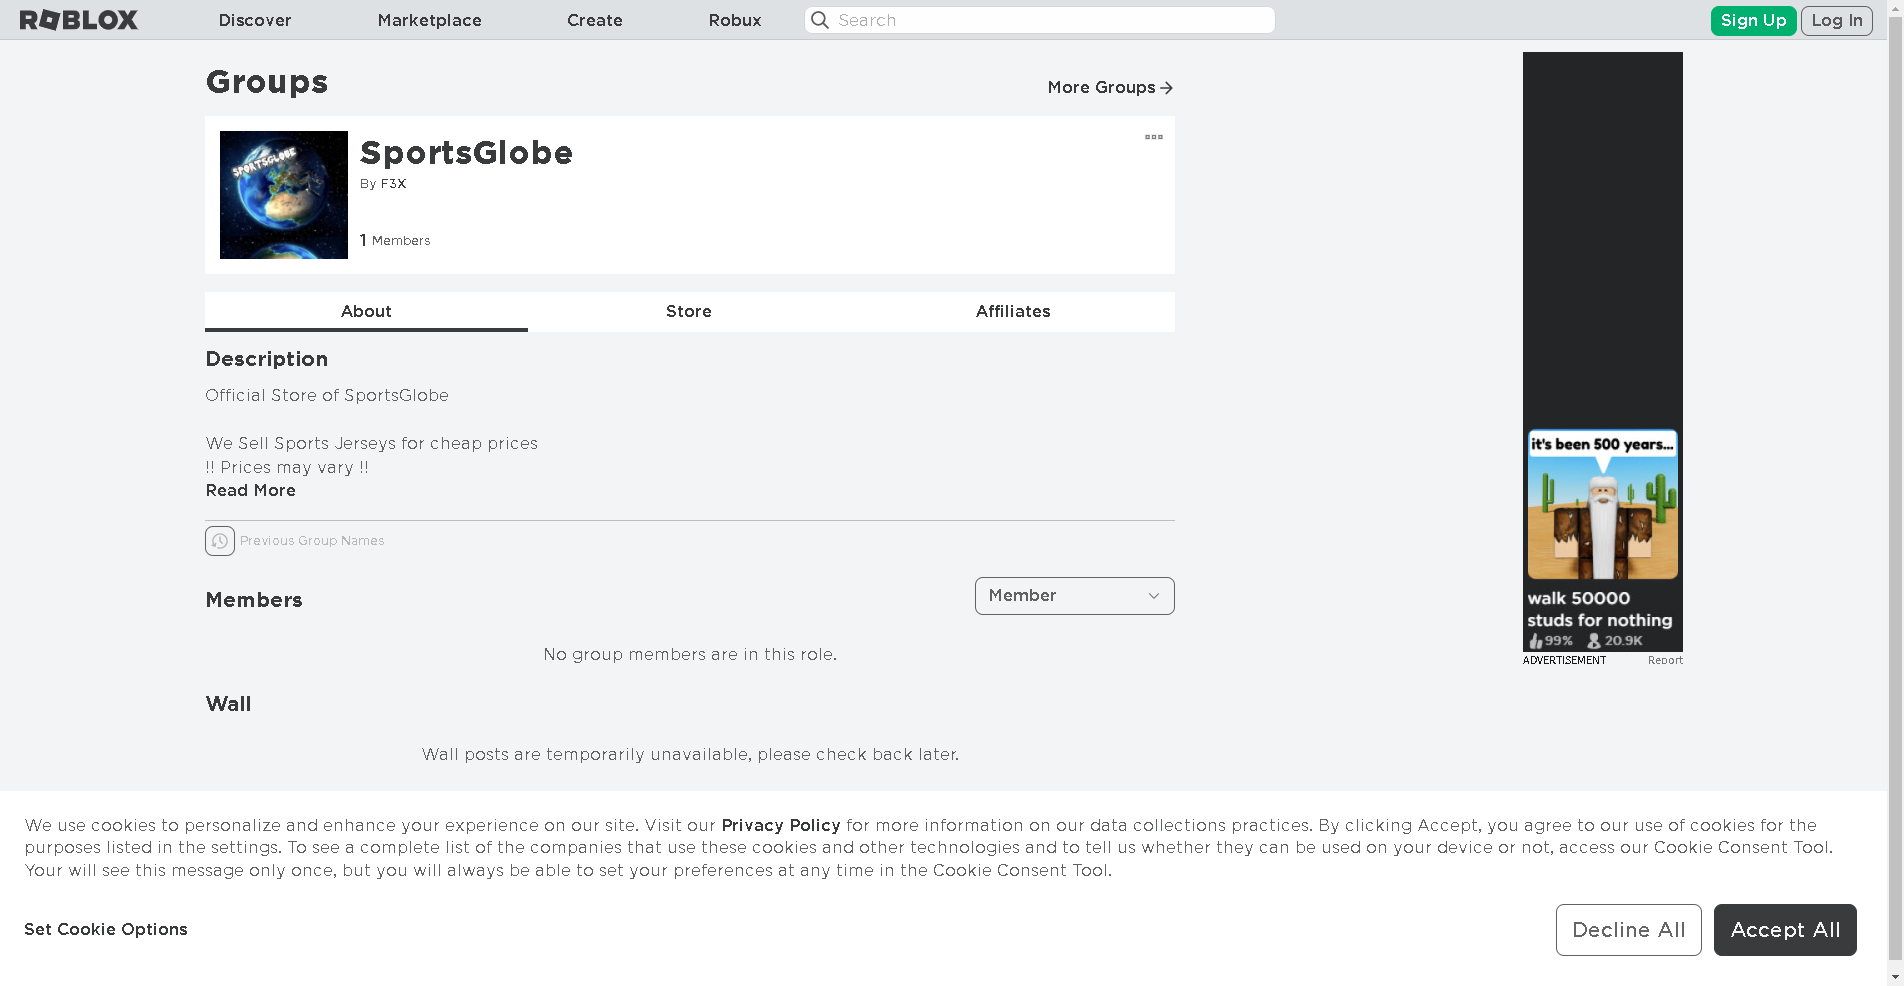 ROBLOX
Discover
Marketplace
Create
Robux
Search
Sign Up
Log In
Groups
More Groups
SPORTSGLOBE
SportsGlobe
By F3X
1 Members
About
Store
Affiliates
Description
Official Store of SportsGlobe
We Sell Sports Jerseys for cheap prices
!! Prices may vary !!
Read More
Previous Group Names
Members
Member
No group members are in this role.
Wall
Wall posts are temporarily unavailable, please check back later.
it's been 500 years...
walk 50000
studs for nothing
99% 20.9K
ADVERTISEMENT
Report
We use cookies to personalize and enhance your experience on our site. Visit our Privacy Policy for more information on our data collections practices. By clicking Accept, you agree to our use of cookies for the
purposes listed in the settings. To see a complete list of the companies that use these cookies and other technologies and to tell us whether they can be used on your device or not, access our Cookie Consent Tool.
Your will see this message only once, but you will always be able to set your preferences at any time in the Cookie Consent Tool.
Set Cookie Options
Decline All
Accept All